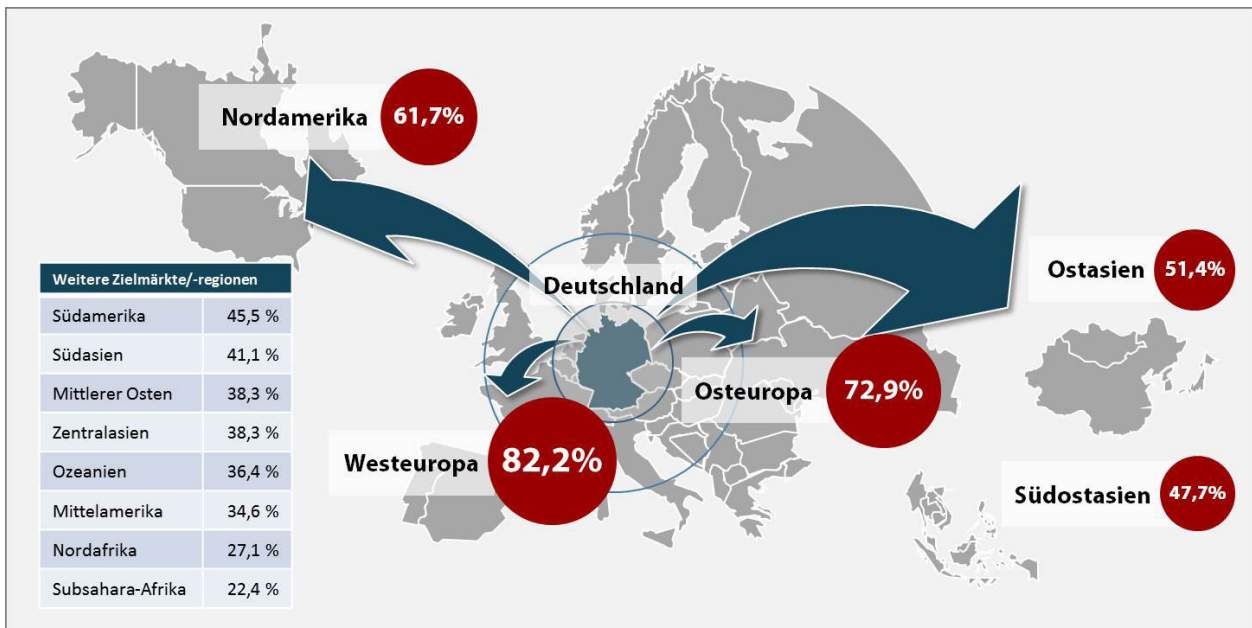 Nordamerika 61,7%
Deutschland
Ostasien 51,4%
Osteuropa 72,9%
Westeuropa 82,2%
Südostasien 47,7%
Weitere Zielmärkte/-regionen
Südamerika 45,5 %
Südasien 41,1 %
Mittlerer Osten 38,3 %
Zentralasien 38,3 %
Ozeanien 36,4 %
Mittelamerika 34,6 %
Nordafrika 27,1 %
Subsahara-Afrika 22,4 %